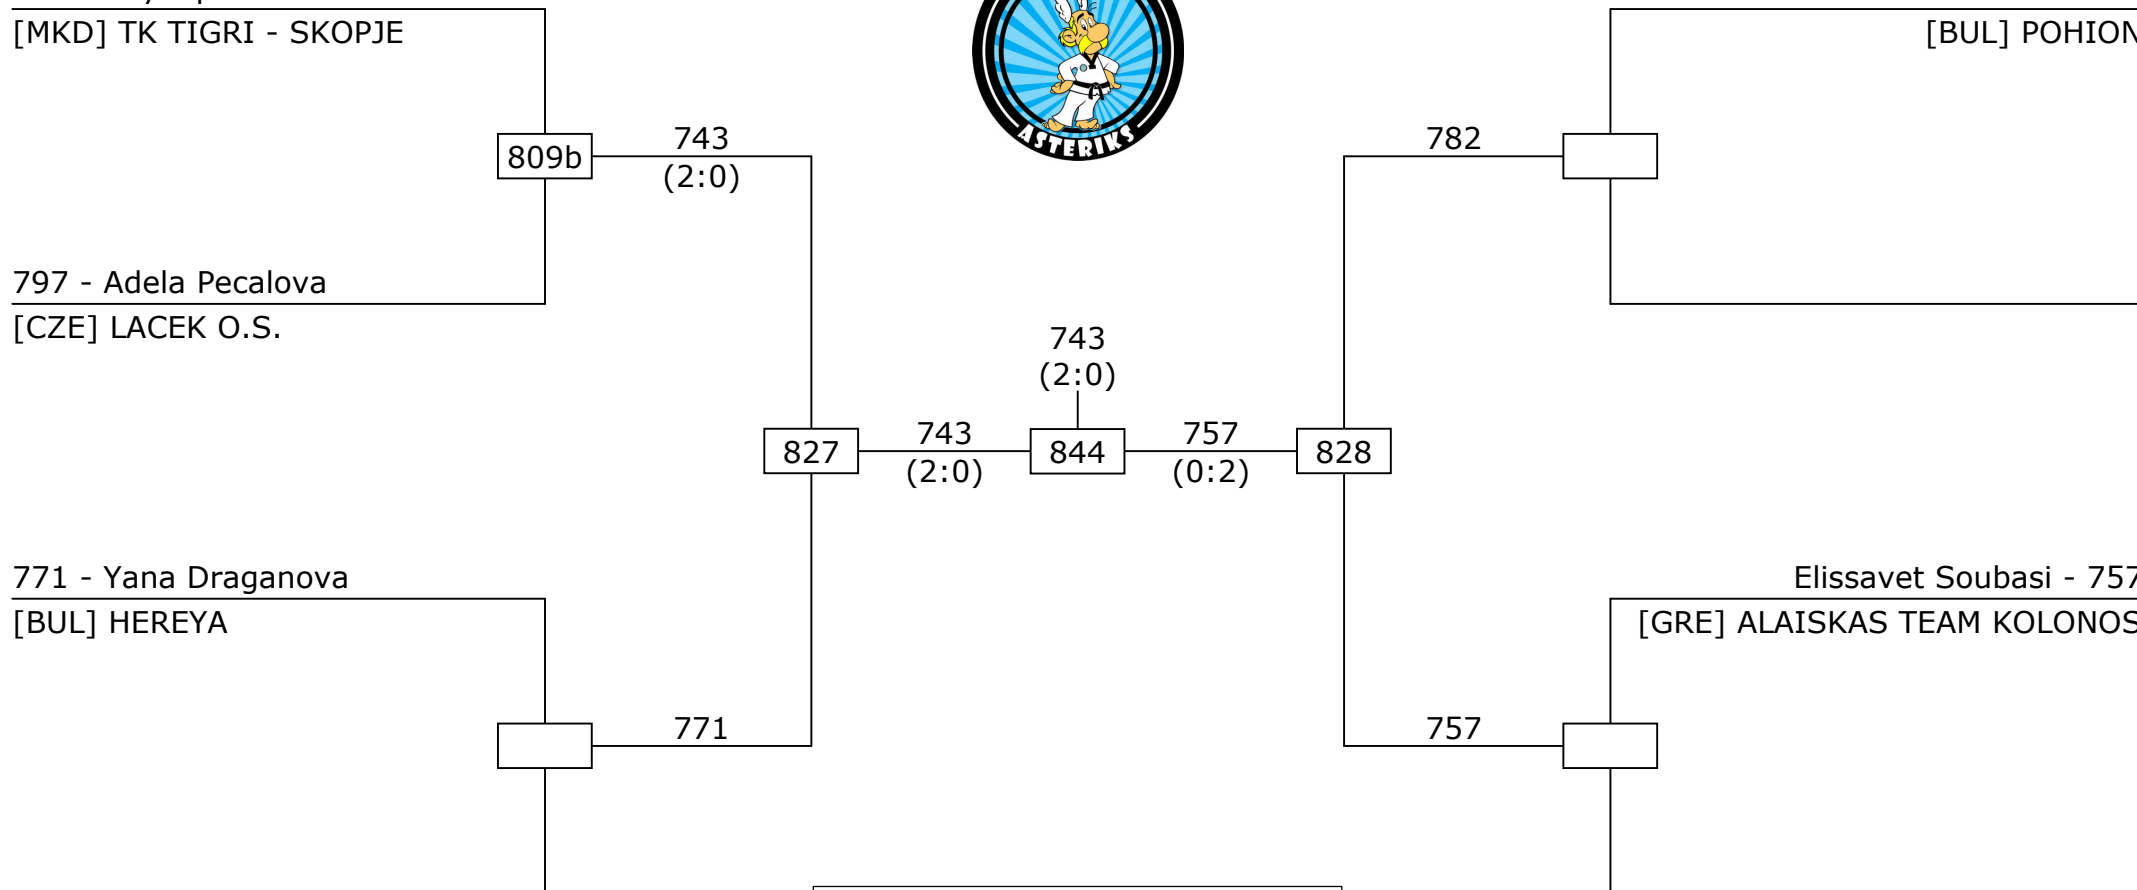 [MKD] TK TIGRI - SKOPJE
[BUL] POHION
ASTERIKS
809b
743
(2:0)
782
797 - Adela Pecalova
[CZE] LACEK O.S.
743
(2:0)
827
743
(2:0)
844
757
(0:2)
828
771 - Yana Draganova
[BUL] HEREYA
Elissavet Soubasi - 757
[GRE] ALAISKAS TEAM KOLONOS
771
757